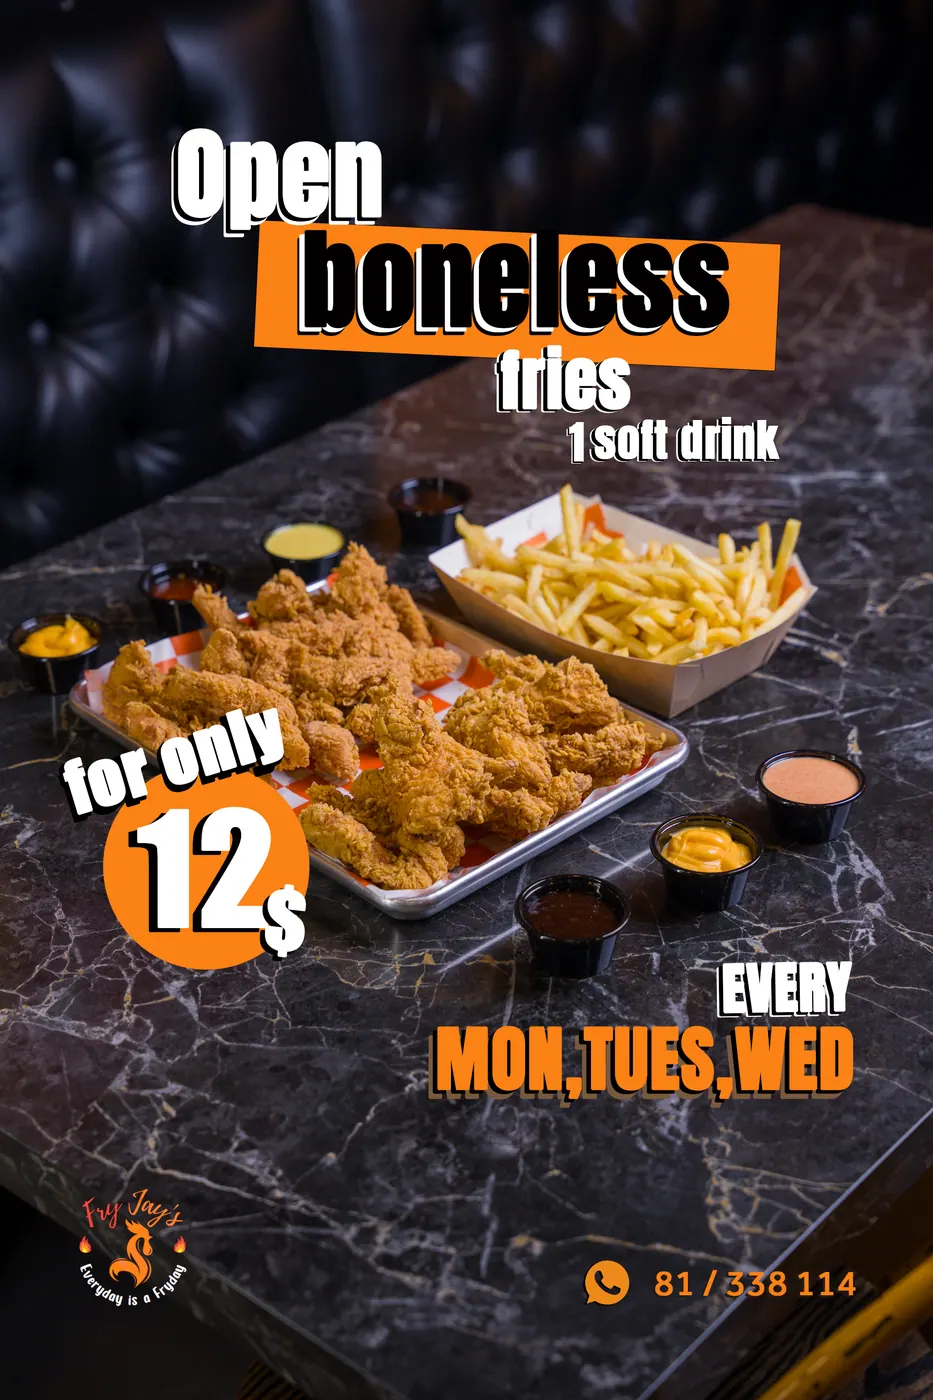 Open
boneless
fries
1 soft drink
for only
12$
EVERY
MON,TUES,WED
Fry Jay's
Everyday is a Fryday
81 / 338 114